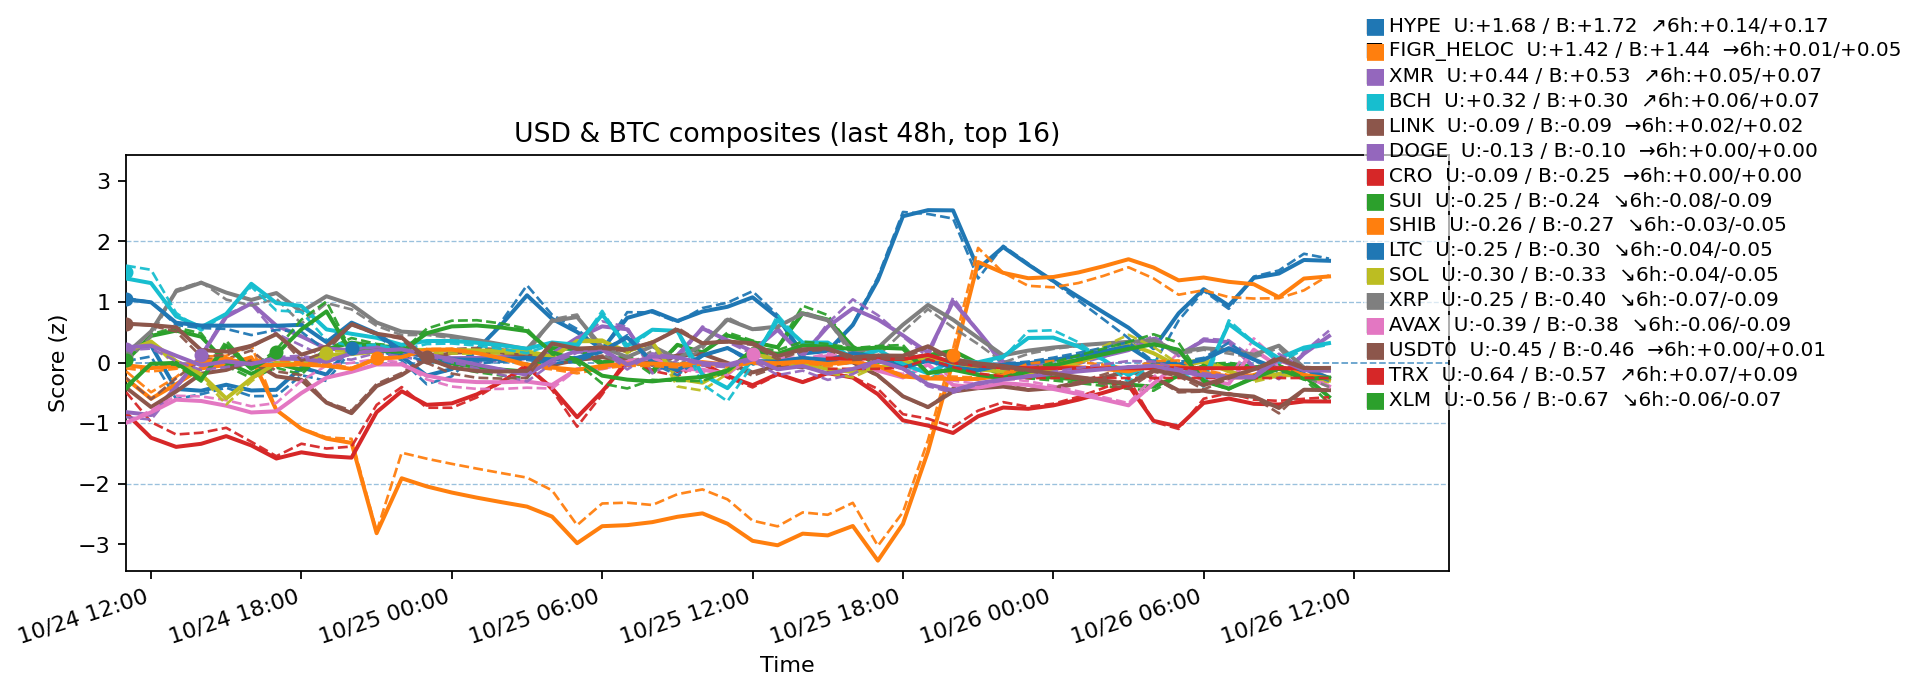 HYPE  U:+1.68 / B:+1.72  ↗6h:+0.14/+0.17
FIGR_HELOC  U:+1.42 / B:+1.44  →6h:+0.01/+0.05
XMR  U:+0.44 / B:+0.53  ↗6h:+0.05/+0.07
BCH  U:+0.32 / B:+0.30  ↗6h:+0.06/+0.07
LINK  U:-0.09 / B:-0.09  →6h:+0.02/+0.02
DOGE  U:-0.13 / B:-0.10  →6h:+0.00/+0.00
CRO  U:-0.09 / B:-0.25  →6h:+0.00/+0.00
SUI  U:-0.25 / B:-0.24  ↘6h:-0.08/-0.09
SHIB  U:-0.26 / B:-0.27  ↘6h:-0.03/-0.05
LTC  U:-0.25 / B:-0.30  ↘6h:-0.04/-0.05
SOL  U:-0.30 / B:-0.33  ↘6h:-0.04/-0.05
XRP  U:-0.25 / B:-0.40  ↘6h:-0.07/-0.09
AVAX  U:-0.39 / B:-0.38  ↘6h:-0.06/-0.09
USDT0  U:-0.45 / B:-0.46  →6h:+0.00/+0.01
TRX  U:-0.64 / B:-0.57  ↗6h:+0.07/+0.09
XLM  U:-0.56 / B:-0.67  ↘6h:-0.06/-0.07
USD & BTC composites (last 48h, top 16)
Score (z)
3
2
1
0
−1
−2
−3
10/24 12:00
10/24 18:00
10/25 00:00
10/25 06:00
10/25 12:00
10/25 18:00
10/26 00:00
10/26 06:00
10/26 12:00
Time